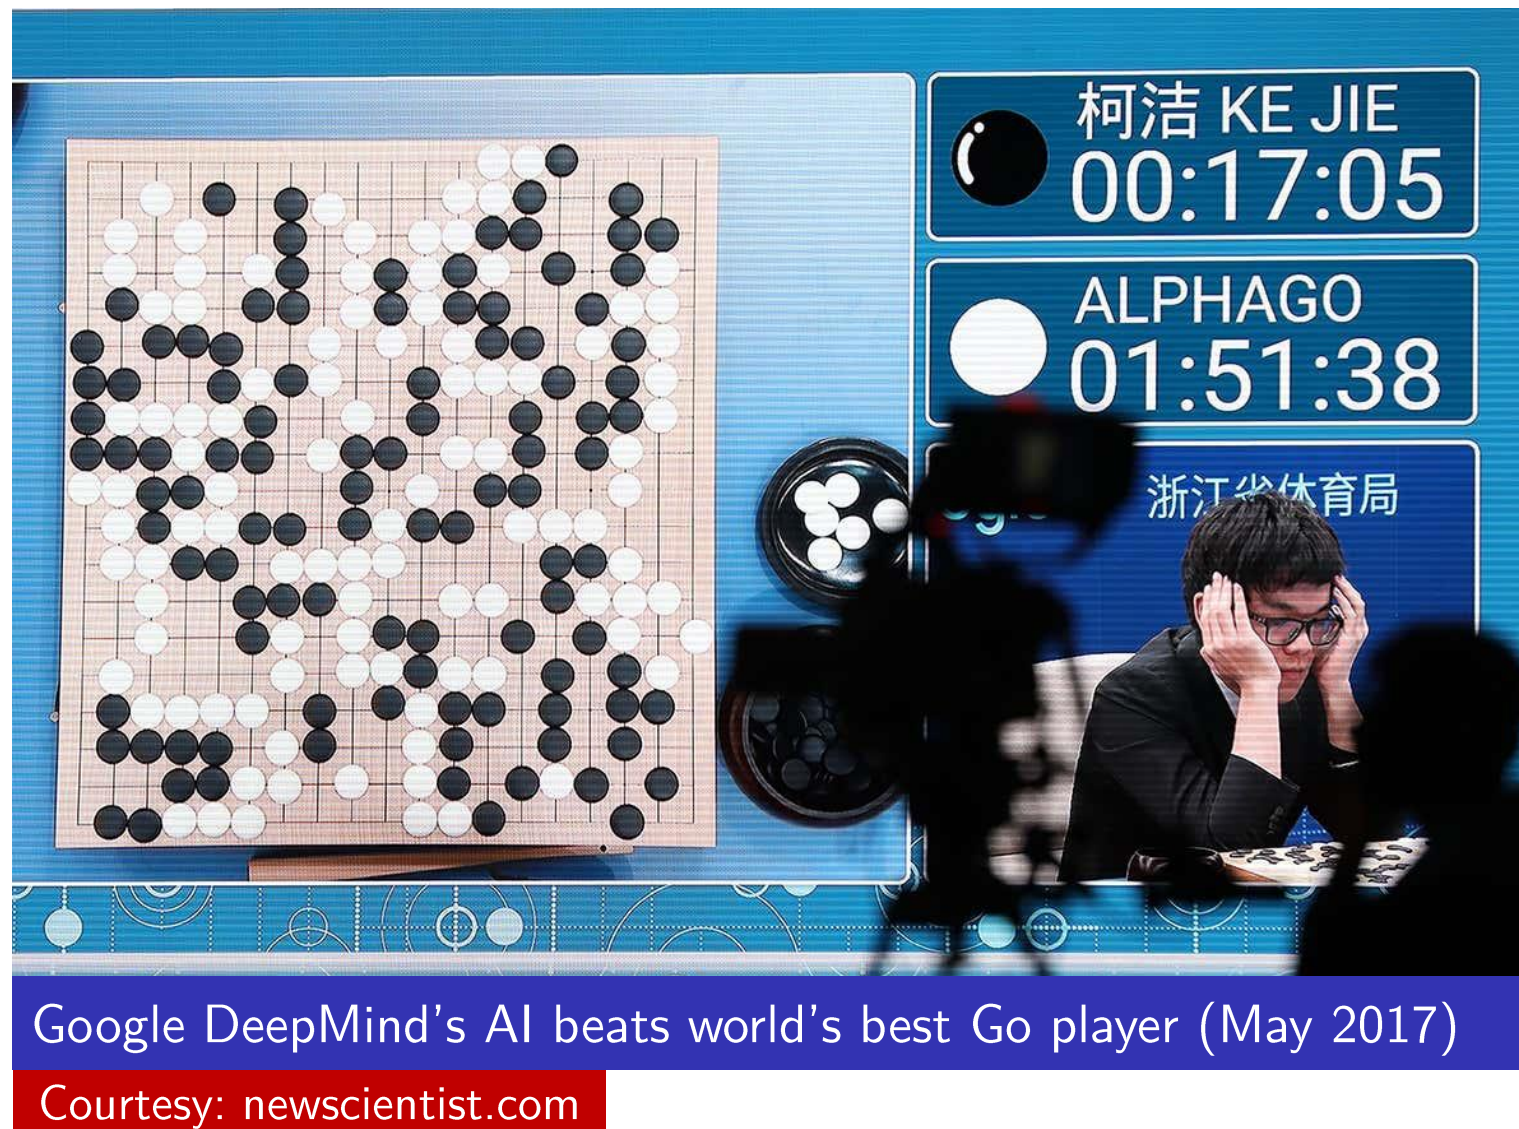 柯洁 KE JIE
00:17:05
ALPHAGO
01:51:38
浙江省体育局
Google DeepMind's AI beats world's best Go player (May 2017)
Courtesy: newscientist.com